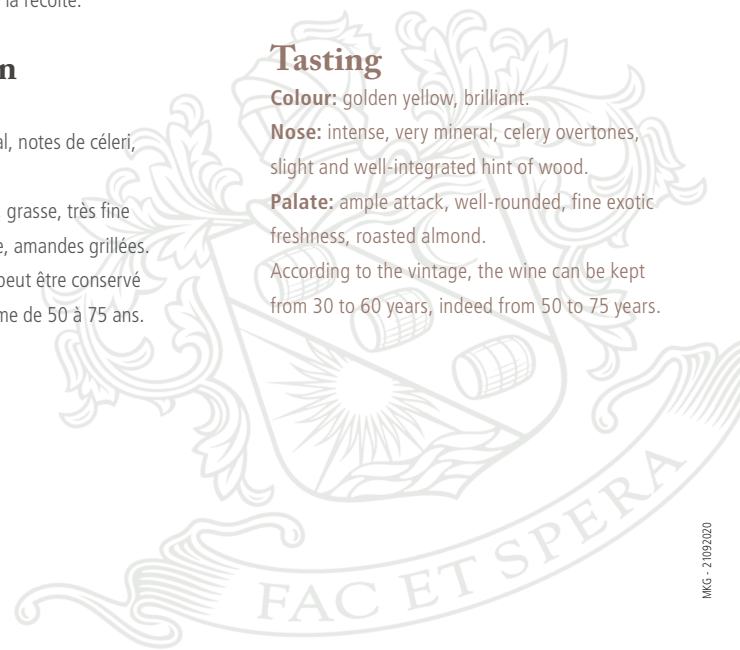 la récolte.
n
al, notes de céleri,
grasse, très fine
e, amandes grillées.
peut être conservé
me de 50 à 75 ans.
Tasting
Colour: golden yellow, brilliant.
Nose: intense, very mineral, celery overtones,
slight and well-integrated hint of wood.
Palate: ample attack, well-rounded, fine exotic
freshness, roasted almond.
According to the vintage, the wine can be kept
from 30 to 60 years, indeed from 50 to 75 years.
FAC ET SPERA
MKG - 21092020